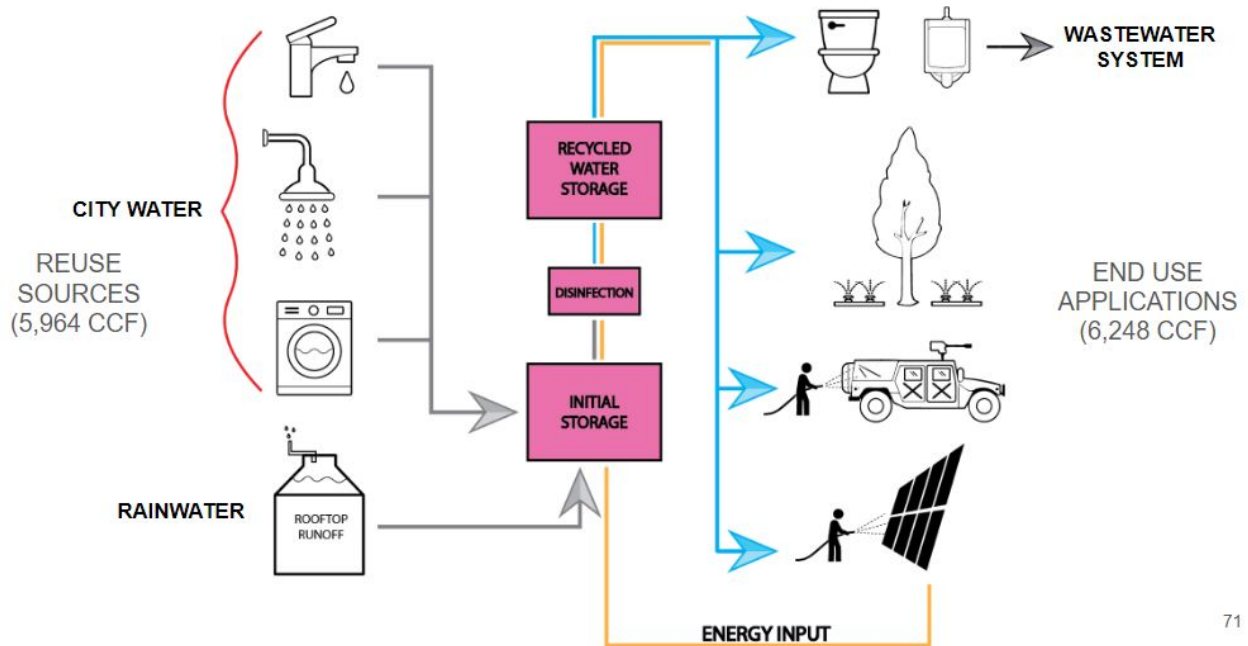 CITY WATER
REUSE
SOURCES
(5,964 CCF)
RAINWATER
ROOFTOP
RUNOFF
RECYCLED
WATER
STORAGE
DISINFECTION
INITIAL
STORAGE
ENERGY INPUT
WASTEWATER
SYSTEM
END USE
APPLICATIONS
(6,248 CCF)
71